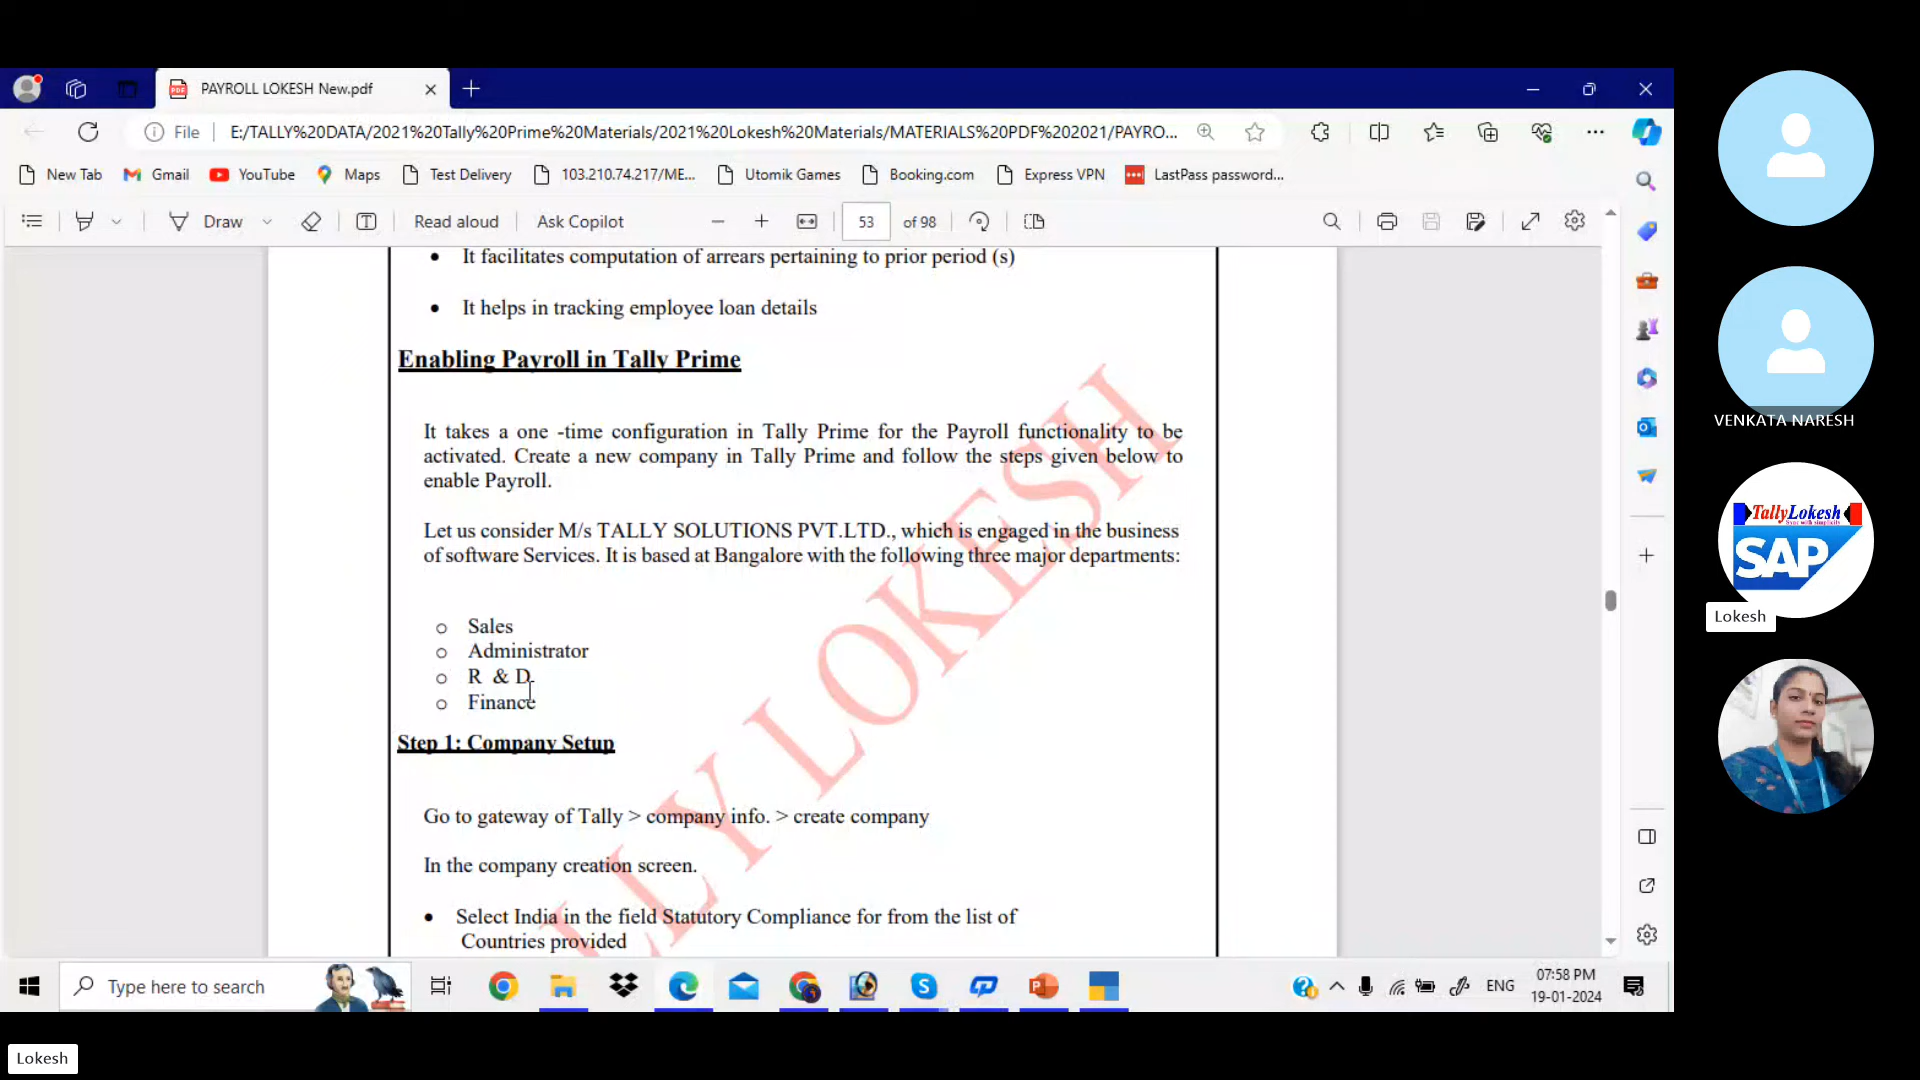 PAYROLL LOKESH New.pdf
File
E:/TALLY%20DATA/2021%20Tally%20Prime%20Materials/2021%20Lokesh%20Materials/MATERIALS%20PDF%202021/PAYRO...
New Tab
Gmail
YouTube
Maps
Test Delivery
103.210.74.217/ME...
Utomik Games
Booking.com
Express VPN
LastPass password...
Draw
Read aloud
Ask Copilot
53
of 98
• It facilitates computation of arrears pertaining to prior period (s)
• It helps in tracking employee loan details
Enabling Payroll in Tally Prime
It takes a one -time configuration in Tally Prime for the Payroll functionality to be
activated. Create a new company in Tally Prime and follow the steps given below to
enable Payroll.
Let us consider M/s TALLY SOLUTIONS PVT.LTD., which is engaged in the business
of software Services. It is based at Bangalore with the following three major departments:
o Sales
o Administrator
o R & D
o Finance
Step 1: Company Setup
Go to gateway of Tally > company info. > create company
In the company creation screen.
• Select India in the field Statutory Compliance for from the list of
Countries provided
LLY LOKESH
Type here to search
ENG
07:58 PM
19-01-2024
VENKATA NARESH
TallyLokesh
Sync with simplicity
SAP
Lokesh
Lokesh